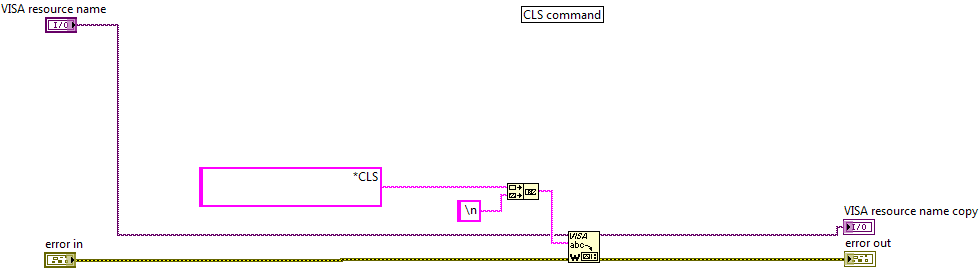 VISA resource name
I/O
CLS command
*CLS
\n
VISA resource name copy
I/O
VISA
abc
W
error in
error out